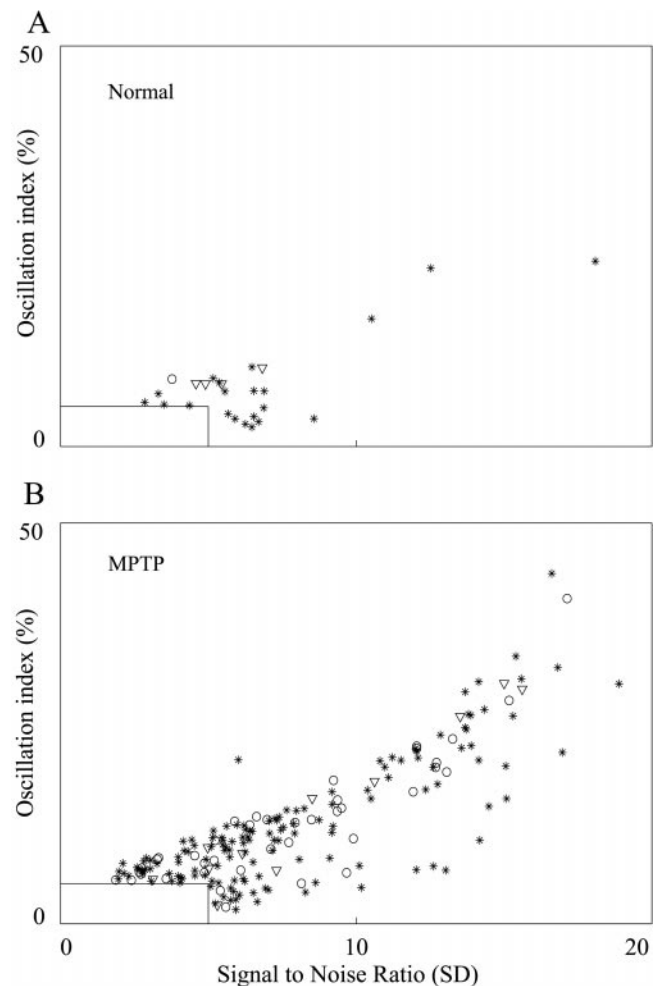 A
50
Normal
Oscillation index (%)
0
B
50
MPTP
Oscillation index (%)
0
0 10 20
Signal to Noise Ratio (SD)